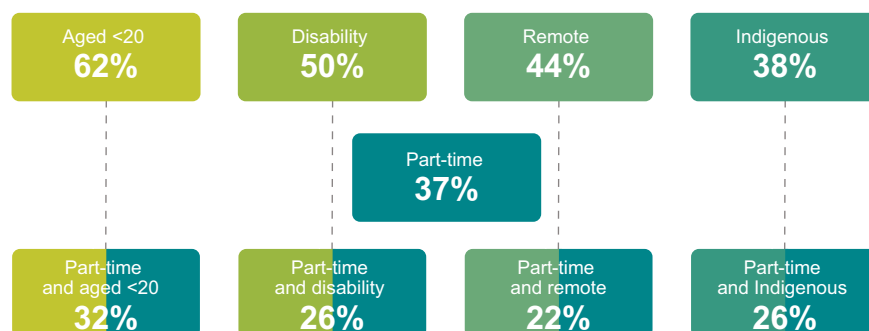 Aged <20
62%
Disability
50%
Remote
44%
Indigenous
38%
Part-time
37%
Part-time
and aged <20
32%
Part-time
and disability
26%
Part-time
and remote
22%
Part-time
and Indigenous
26%